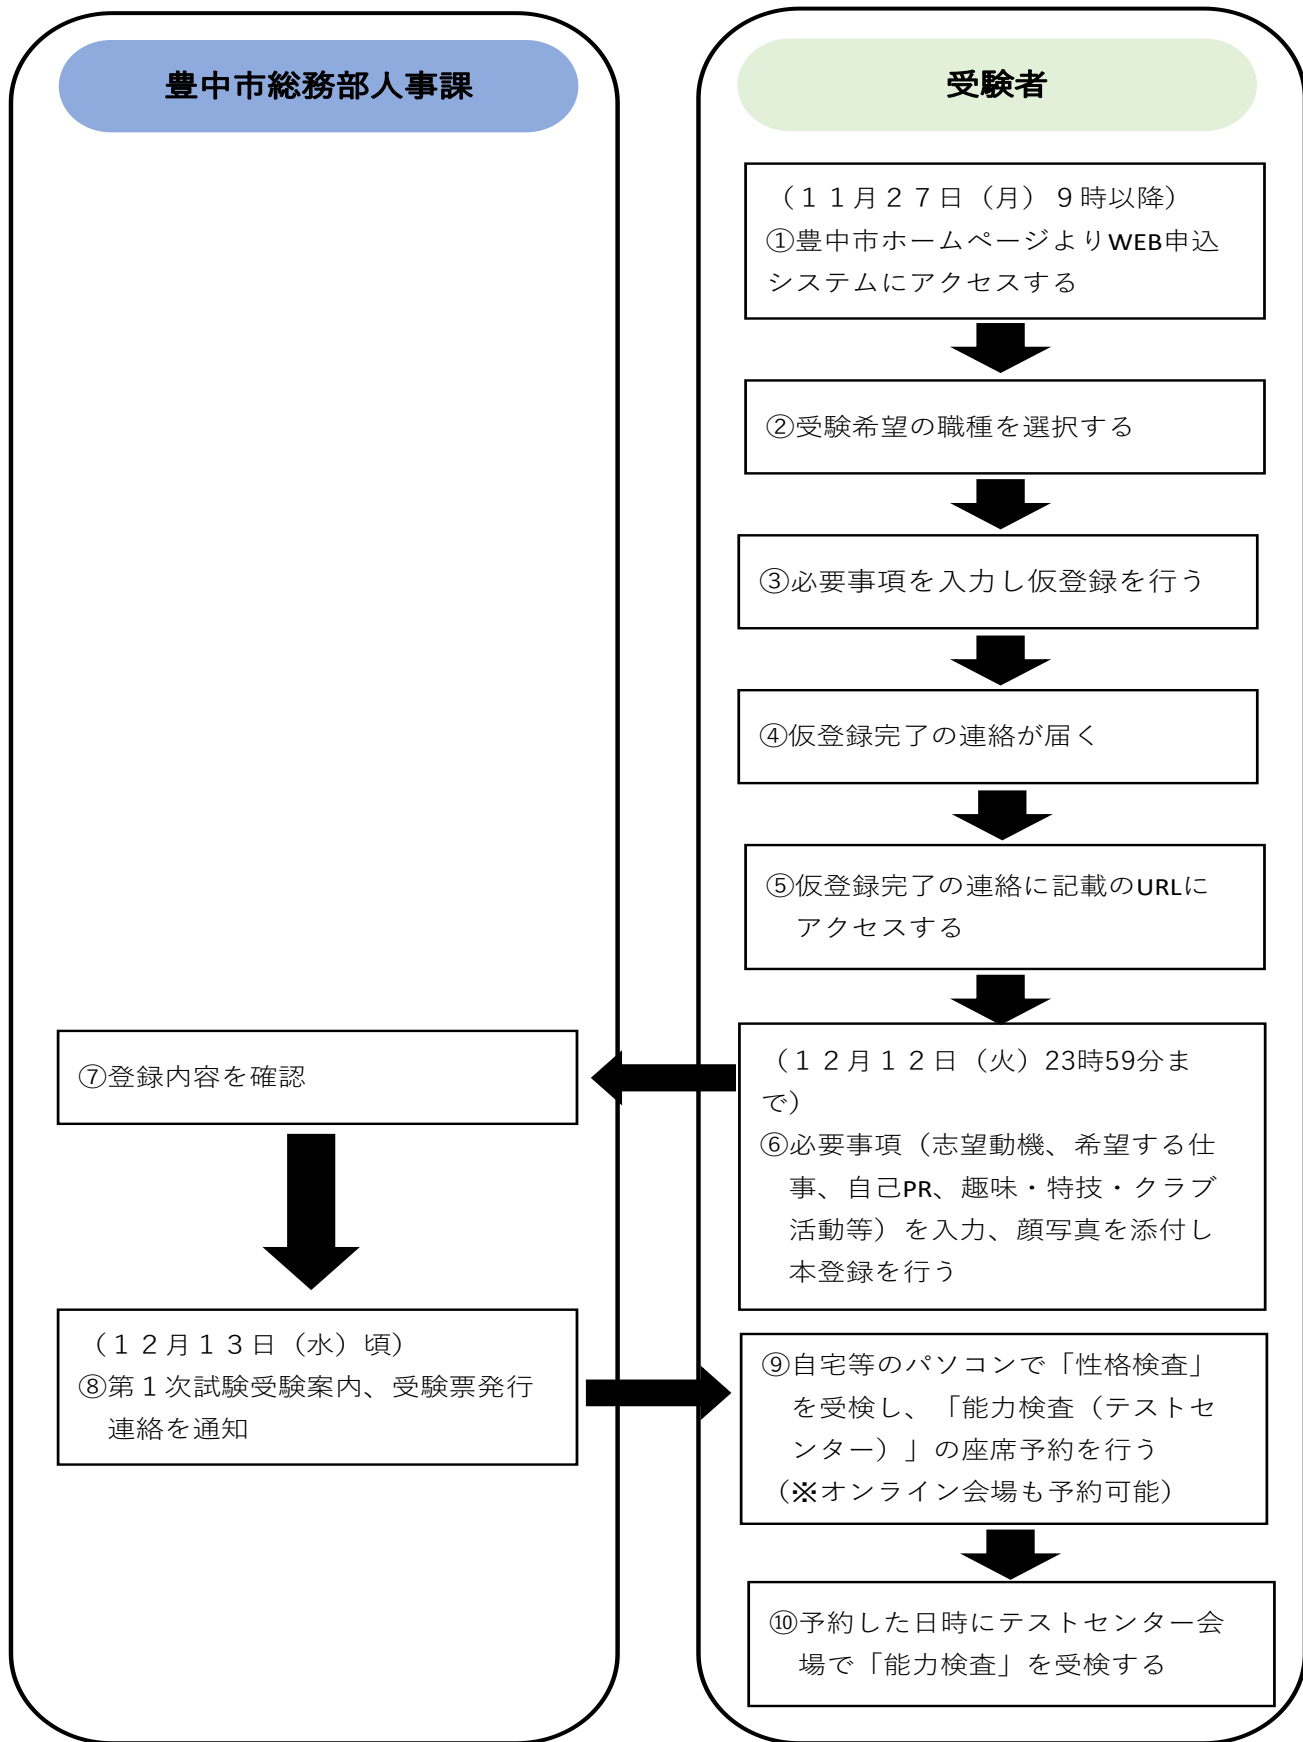 豊中市総務部人事課
受験者
（１１月２７日（月）９時以降）
①豊中市ホームページよりWEB申込
システムにアクセスする
②受験希望の職種を選択する
③必要事項を入力し仮登録を行う
④仮登録完了の連絡が届く
⑤仮登録完了の連絡に記載のURLに
アクセスする
（１２月１２日（火）23時59分ま
で）
⑥必要事項（志望動機、希望する仕
事、自己PR、趣味・特技・クラブ
活動等）を入力、顔写真を添付し
本登録を行う
⑦登録内容を確認
（１２月１３日（水）頃）
⑧第１次試験受験案内、受験票発行
連絡を通知
⑨自宅等のパソコンで「性格検査」
を受検し、「能力検査（テストセ
ンター）」の座席予約を行う
（※オンライン会場も予約可能）
⑩予約した日時にテストセンター会
場で「能力検査」を受検する